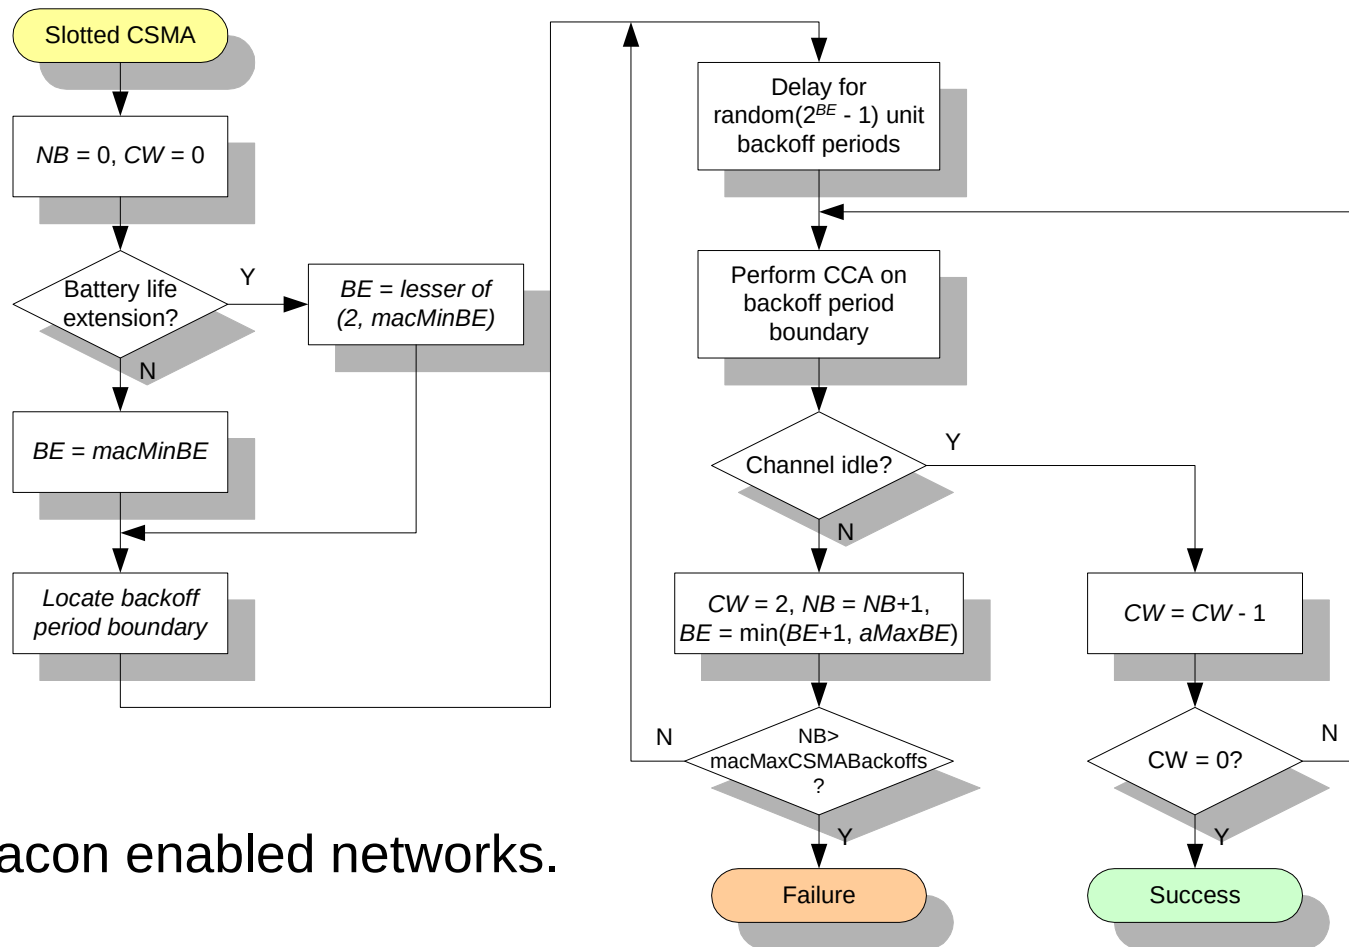 Slotted CSMA
NB = 0, CW = 0
Battery life
extension?
Y
N
BE = lesser of
(2, macMinBE)
BE = macMinBE
Locate backoff
period boundary
Delay for
random(2^BE - 1) unit
backoff periods
Perform CCA on
backoff period
boundary
Channel idle?
Y
N
CW = 2, NB = NB+1,
BE = min(BE+1, aMaxBE)
CW = CW - 1
NB>
macMaxCSMABackoffs
?
N
Y
CW = 0?
N
Y
Failure
Success
acon enabled networks.